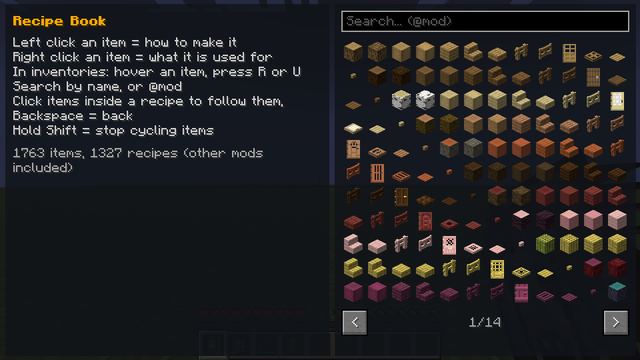 Recipe Book
Left click an item = how to make it
Right click an item = what it is used for
In inventories: hover an item, press R or U
Search by name, or @mod
Click items inside a recipe to follow them,
Backspace = back
Hold Shift = stop cycling items
1763 items, 1327 recipes (other mods
included)
Search... (@mod)
<
1/14
>